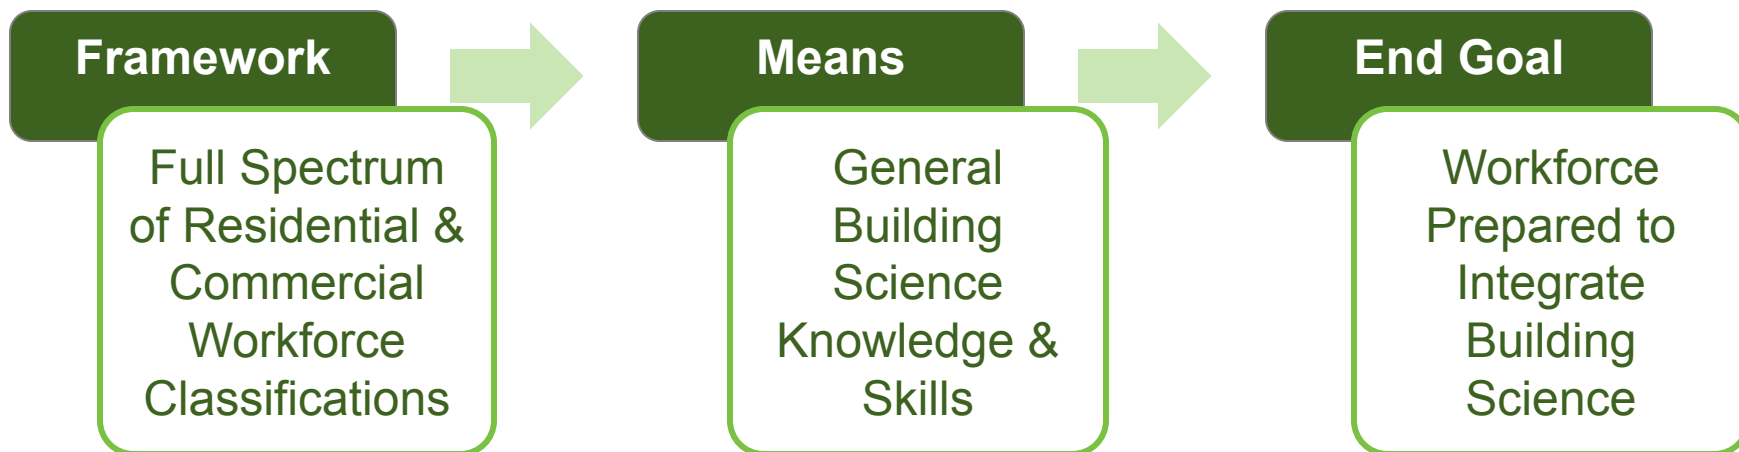 Framework
Full Spectrum
of Residential &
Commercial
Workforce
Classifications
Means
General
Building
Science
Knowledge &
Skills
End Goal
Workforce
Prepared to
Integrate
Building
Science